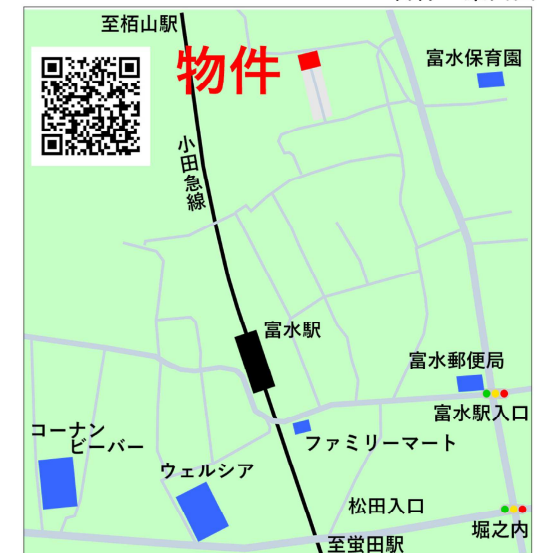 至栢山駅
物件
富水保育園
小田急線
富水駅
富水郵便局
富水駅入口
コーナン
ビーバー
ファミリーマート
ウェルシア
松田入口
堀之内
至蛍田駅